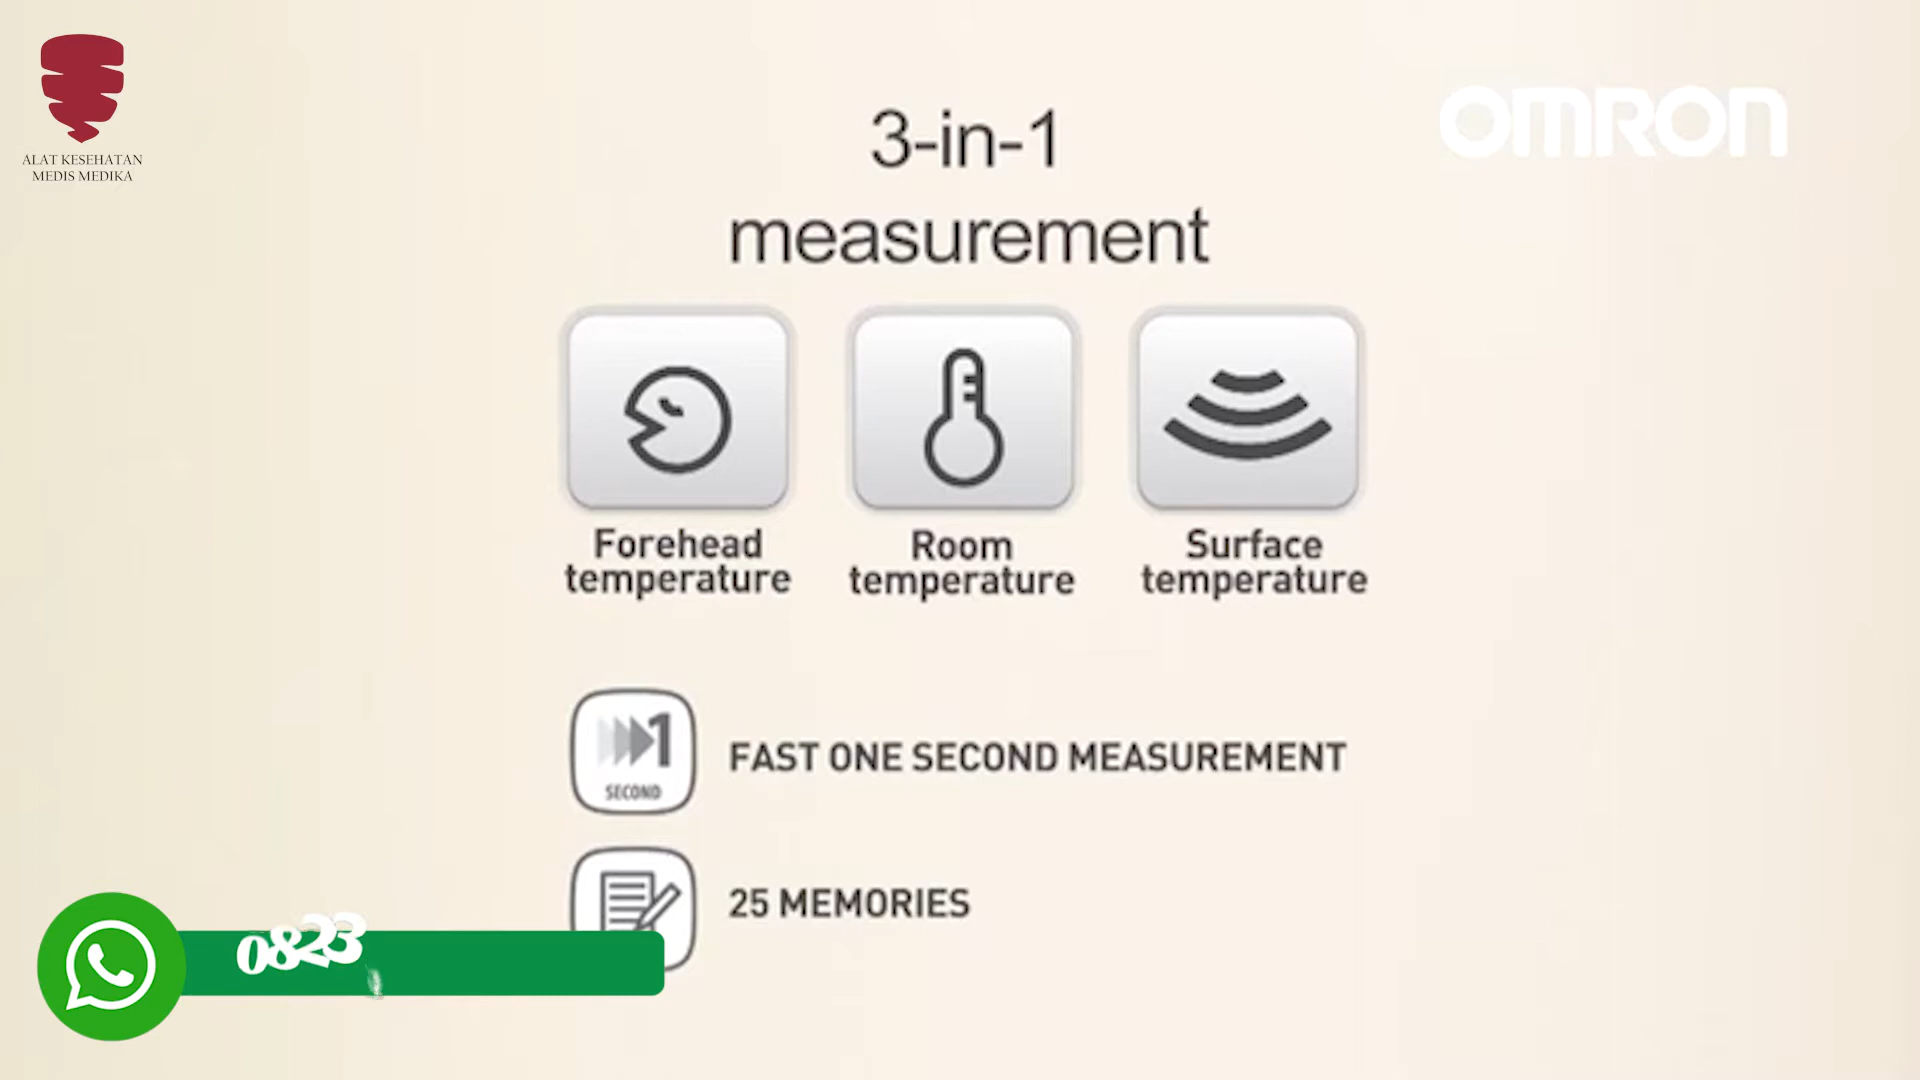 ALAT KESEHATAN
MEDIS MEDIKA
OMRON
3-in-1
measurement
Forehead
temperature
Room
temperature
Surface
temperature
1
SECOND
FAST ONE SECOND MEASUREMENT
25 MEMORIES
0823